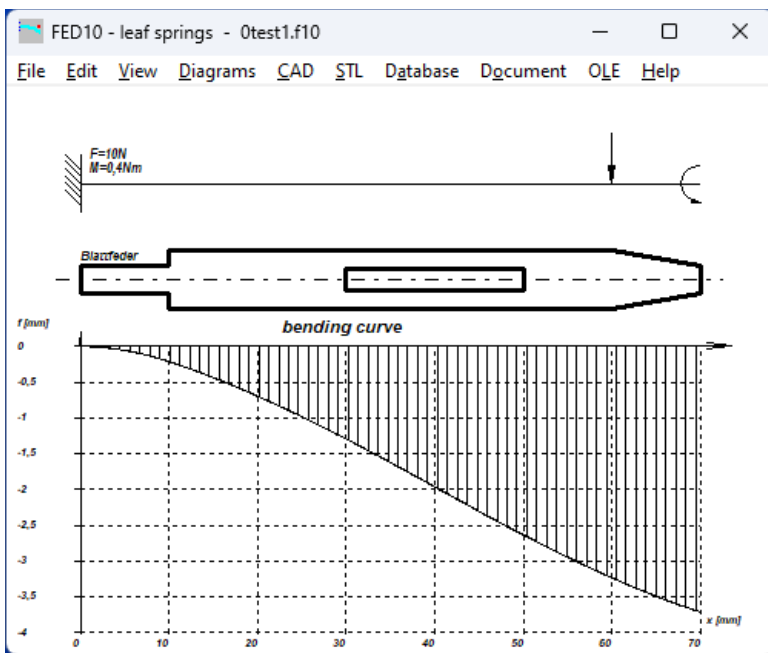 FED10 - leaf springs - 0test1.f10
File Edit View Diagrams CAD STL Database Document OLE Help
F=10N
M=0,4Nm
Blattfeder
f [mm]
bending curve
0
-0,5
-1
-1,5
-2
-2,5
-3
-3,5
-4
x [mm]
0 10 20 30 40 50 60 70